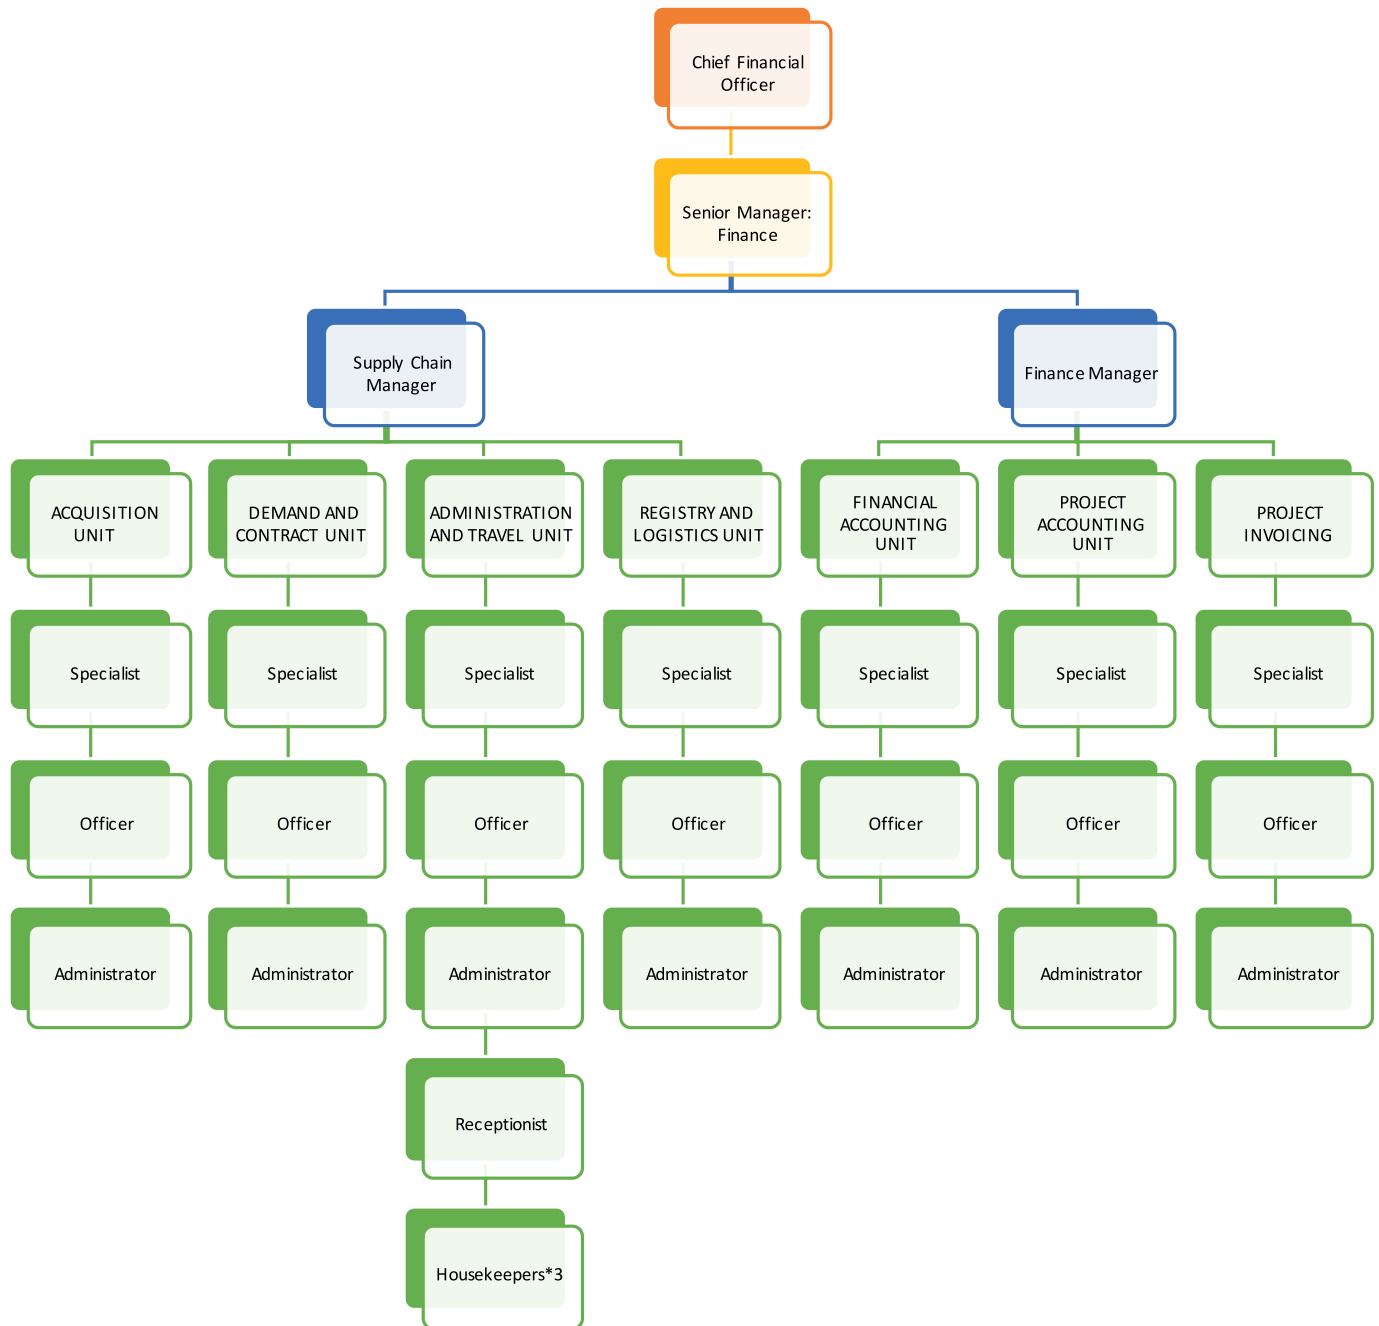 Chief Financial
Officer
Senior Manager:
Finance
Supply Chain
Manager
Finance Manager
ACQUISITION
UNIT
DEMAND AND
CONTRACT UNIT
ADMINISTRATION
AND TRAVEL UNIT
REGISTRY AND
LOGISTICS UNIT
FINANCIAL
ACCOUNTING
UNIT
PROJECT
ACCOUNTING
UNIT
PROJECT
INVOICING
Specialist
Specialist
Specialist
Specialist
Specialist
Specialist
Specialist
Officer
Officer
Officer
Officer
Officer
Officer
Officer
Administrator
Administrator
Administrator
Administrator
Administrator
Administrator
Administrator
Receptionist
Housekeepers*3